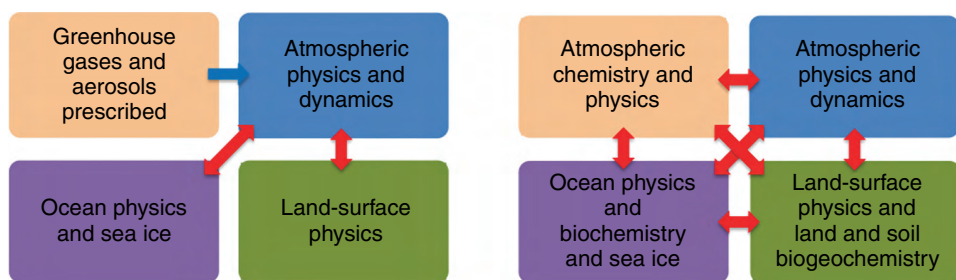 Greenhouse
gases and
aerosols
prescribed
Atmospheric
physics and
dynamics
Ocean physics
and sea ice
Land-surface
physics
Atmospheric
chemistry and
physics
Atmospheric
physics and
dynamics
Ocean physics
and
biochemistry
and sea ice
Land-surface
physics and
land and soil
biogeochemistry